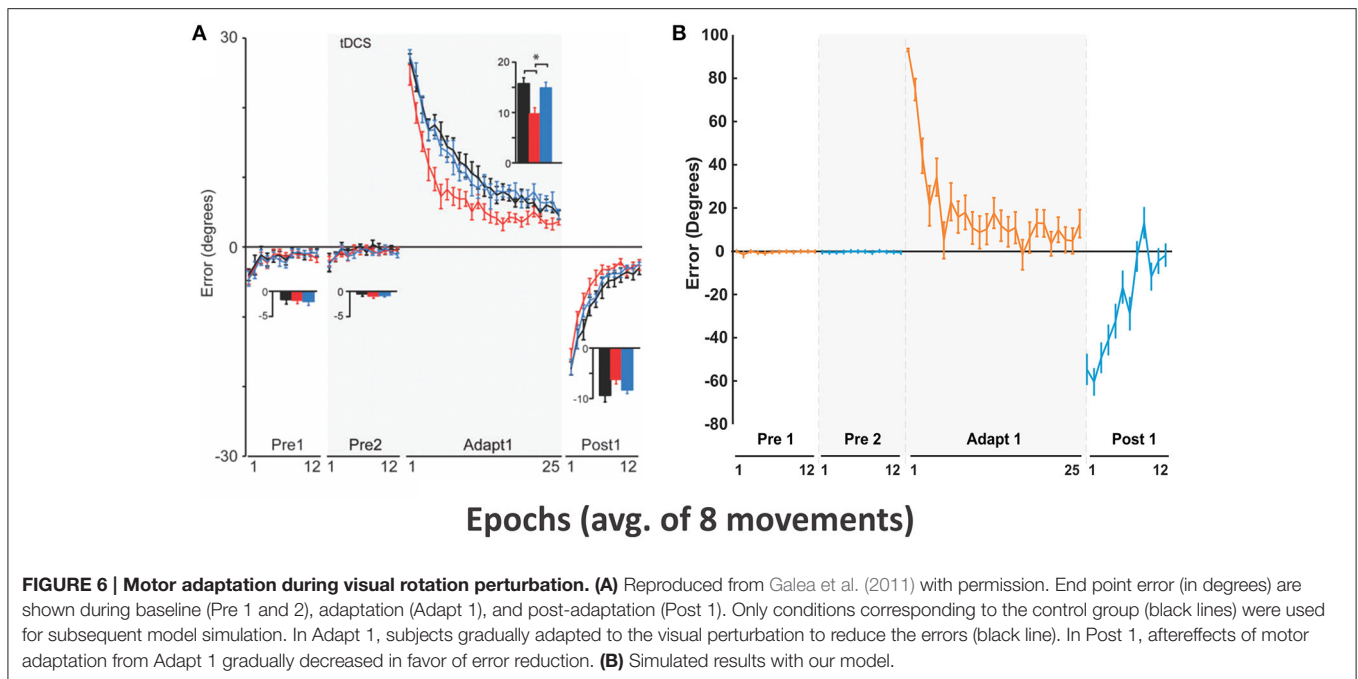 A
30
tDCS
20
*
10
0
Error (degrees)
0
0
-5
0
-5
0
-10
Pre1
Pre2
Adapt1
Post1
-30
1 12 1 12 1 25 1 12
B
100
80
60
40
20
0
-20
-40
-60
-80
Error (Degrees)
Pre 1
Pre 2
Adapt 1
Post 1
1 12 1 12 1 25 1 12
Epochs (avg. of 8 movements)
FIGURE 6 | Motor adaptation during visual rotation perturbation. (A) Reproduced from Galea et al. (2011) with permission. End point error (in degrees) are
shown during baseline (Pre 1 and 2), adaptation (Adapt 1), and post-adaptation (Post 1). Only conditions corresponding to the control group (black lines) were used
for subsequent model simulation. In Adapt 1, subjects gradually adapted to the visual perturbation to reduce the errors (black line). In Post 1, aftereffects of motor
adaptation from Adapt 1 gradually decreased in favor of error reduction. (B) Simulated results with our model.